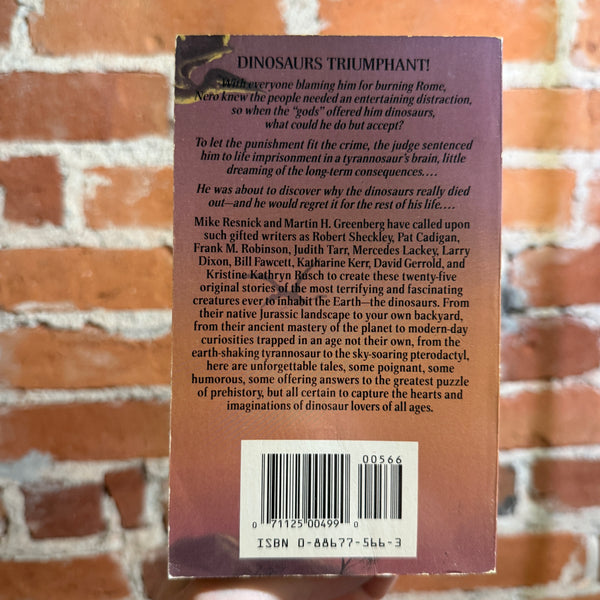 DINOSAURS TRIUMPHANT!
With everyone blaming him for burning Rome,
Nero knew the people needed an entertaining distraction,
so when the “gods” offered him dinosaurs,
what could he do but accept?
To let the punishment fit the crime, the judge sentenced
him to life imprisonment in a tyrannosaur’s brain, little
dreaming of the long-term consequences. . . .
He was about to discover why the dinosaurs really died
out—and he would regret it for the rest of his life. . . .
Mike Resnick and Martin H. Greenberg have called upon
such gifted writers as Robert Sheckley, Pat Cadigan,
Frank M. Robinson, Judith Tarr, Mercedes Lackey, Larry
Dixon, Bill Fawcett, Katharine Kerr, David Gerrold, and
Kristine Kathryn Rusch to create these twenty-five
original stories of the most terrifying and fascinating
creatures ever to inhabit the Earth—the dinosaurs. From
their native Jurassic landscape to your own backyard,
from their ancient mastery of the planet to modern-day
curiosities trapped in an age not their own, from the
earth-shaking tyrannosaur to the sky-soaring pterodactyl,
here are unforgettable tales, some poignant, some
humorous, some offering answers to the greatest puzzle
of prehistory, but all certain to capture the hearts and
imaginations of dinosaur lovers of all ages.
00566
0 71125 00499 0
ISBN 0-88677-566-3